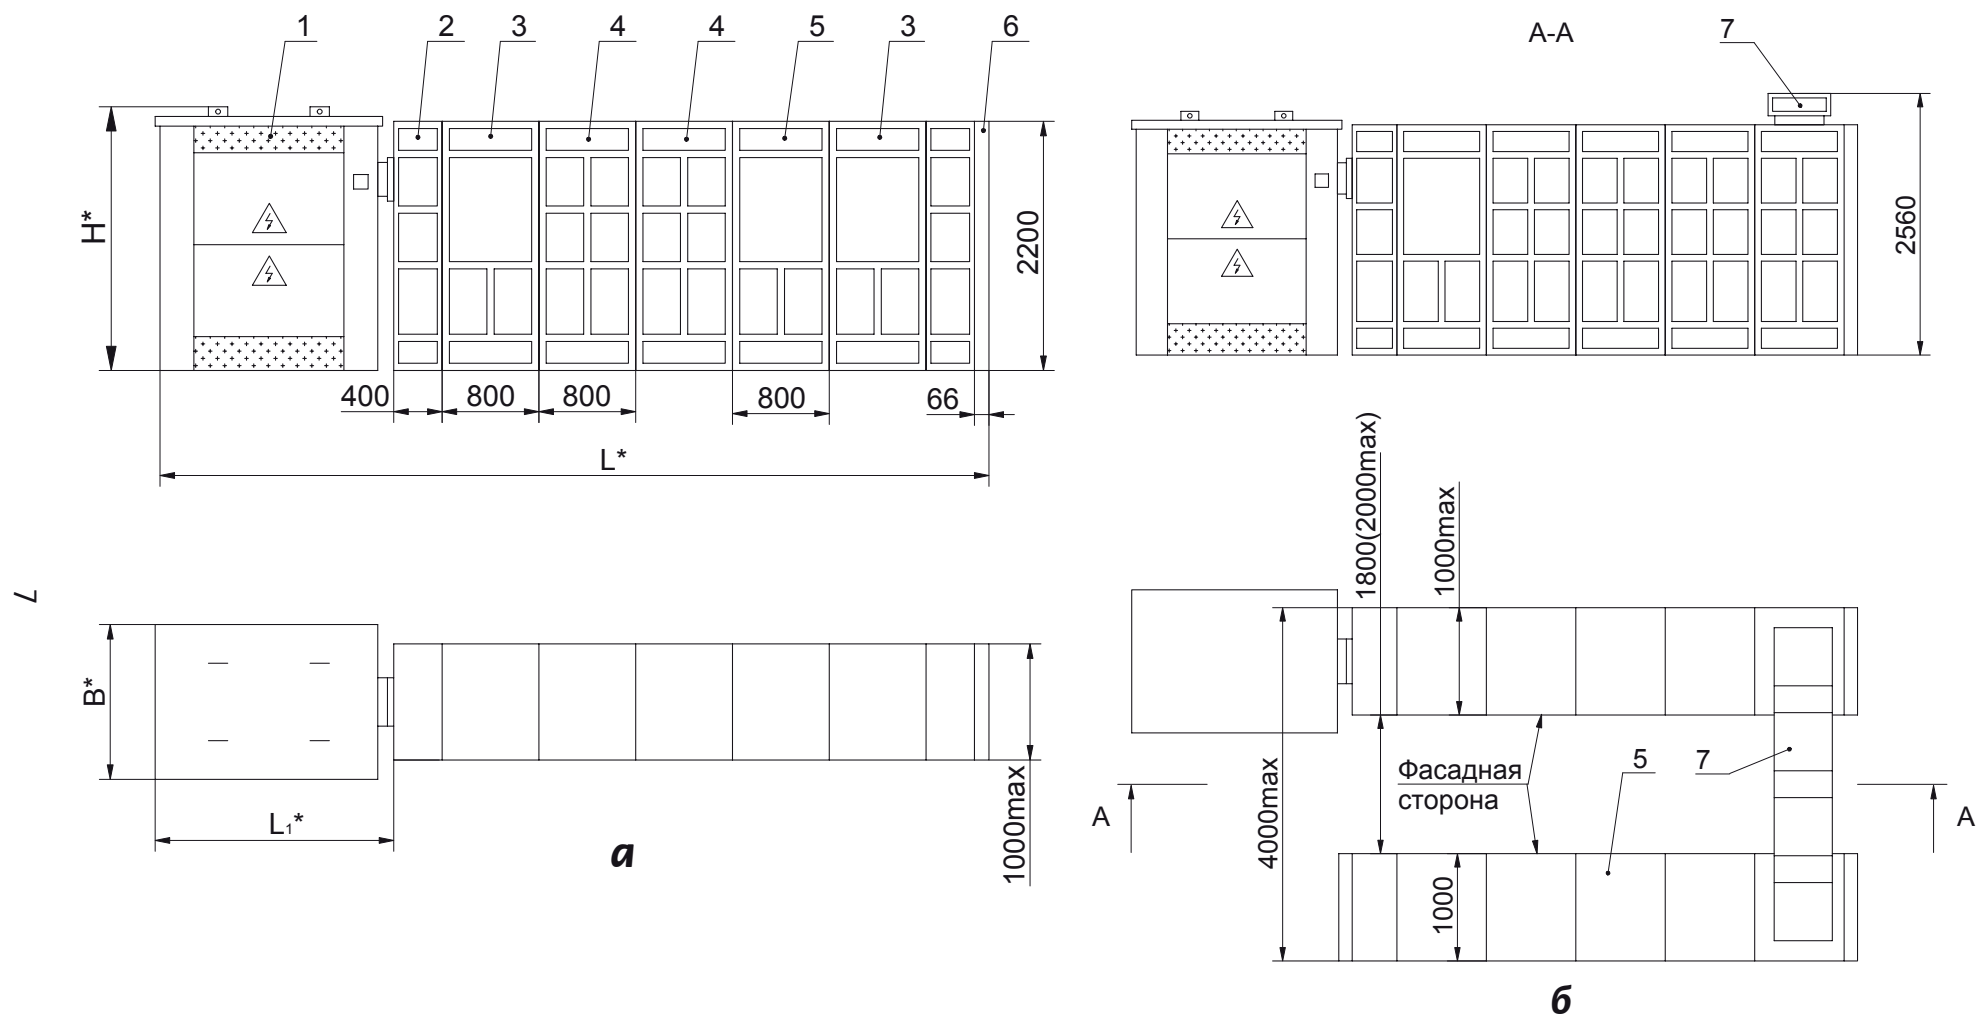 1 2 3 4 4 5 3 6
H*
2200
400 800 800 800 66
L*
7
B*
L₁*
1000max
а
А-А 7
2560
1800(2000max)
1000max
4000max
Фасадная
сторона
5 7
А А
1000
б